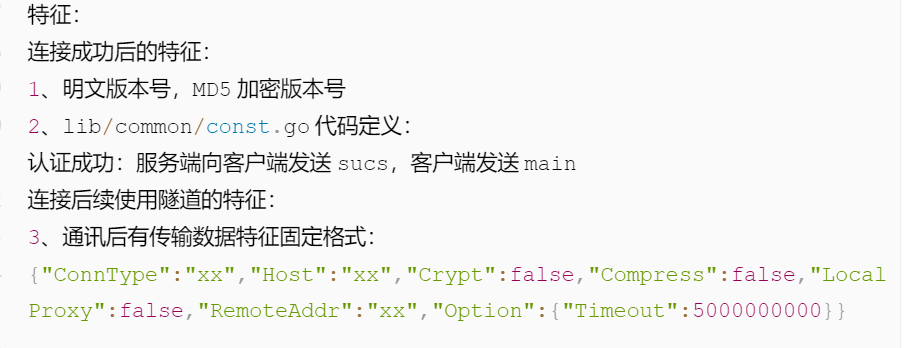 特征：
连接成功后的特征：
1、明文版本号，MD5 加密版本号
2、lib/common/const.go 代码定义：
认证成功：服务端向客户端发送 sucs，客户端发送 main
连接后续使用隧道的特征：
3、通讯后有传输数据特征固定格式：
{"ConnType":"xx","Host":"xx","Crypt":false,"Compress":false,"Local
Proxy":false,"RemoteAddr":"xx","Option":{"Timeout":5000000000}}